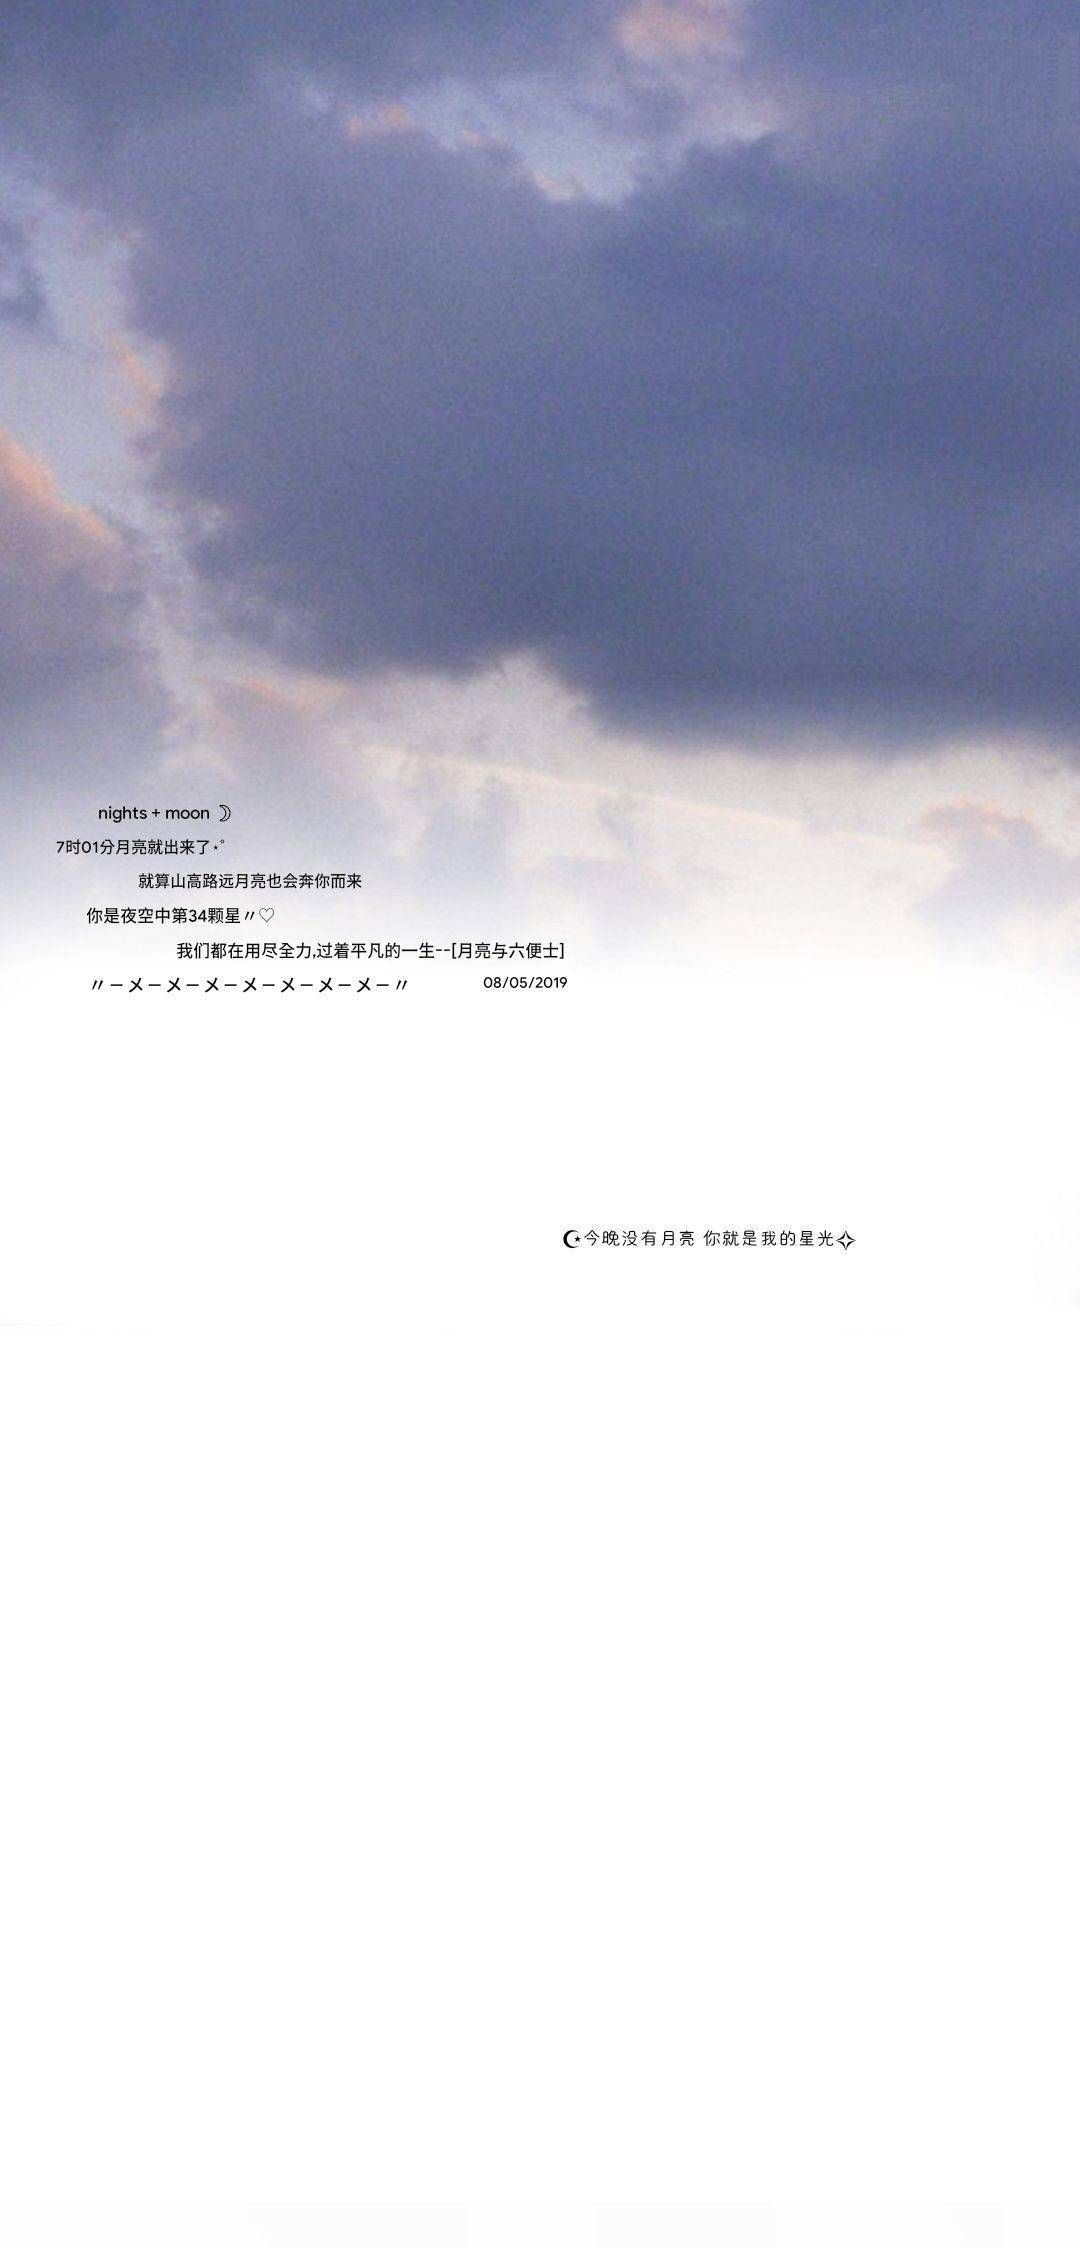 nights + moon ☽
7时01分月亮就出来了⋆˚
就算山高路远月亮也会奔你而来
你是夜空中第34颗星〃♡
我们都在用尽全力,过着平凡的一生--[月亮与六便士]
〃－メ－メ－メ－メ－メ－メ－メ－〃 08/05/2019
☪今晚没有月亮 你就是我的星光✧